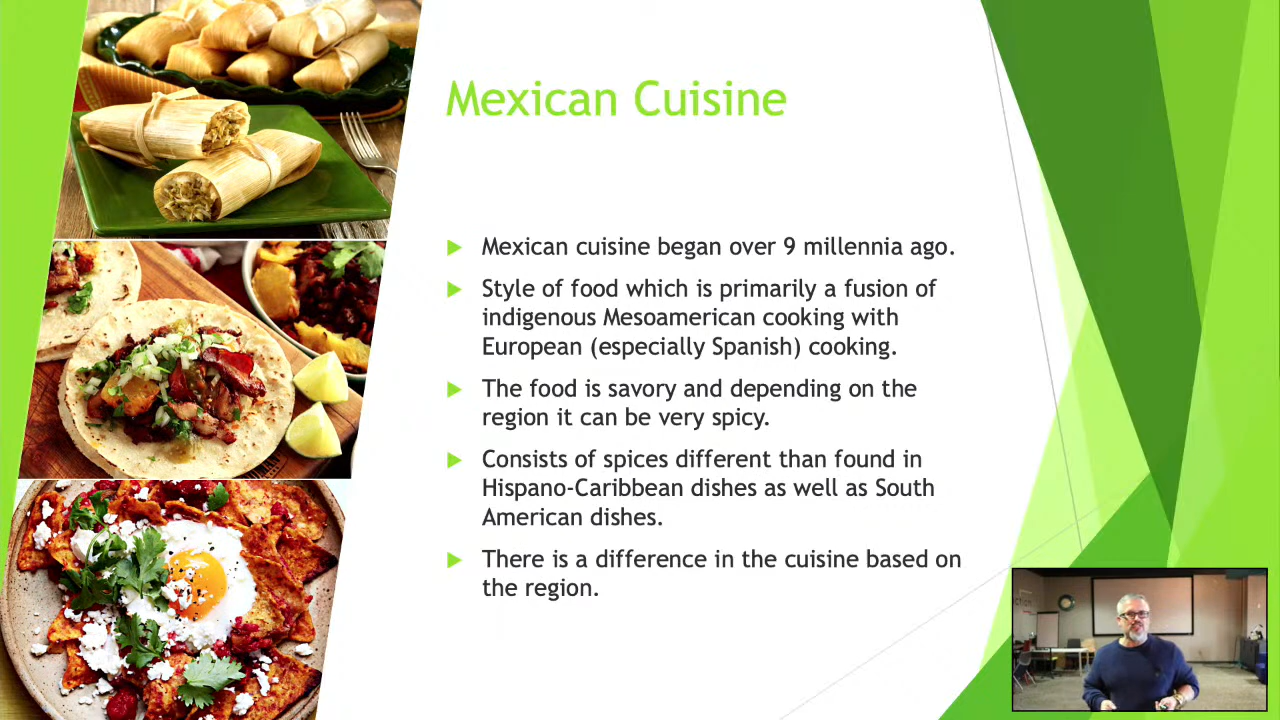 Mexican Cuisine
Mexican cuisine began over 9 millennia ago.
Style of food which is primarily a fusion of
indigenous Mesoamerican cooking with
European (especially Spanish) cooking.
The food is savory and depending on the
region it can be very spicy.
Consists of spices different than found in
Hispano-Caribbean dishes as well as South
American dishes.
There is a difference in the cuisine based on
the region.